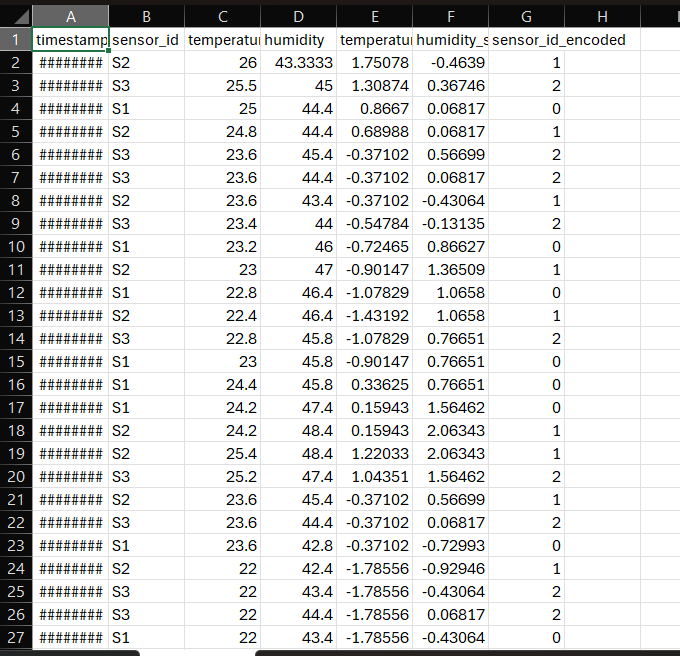 A B C D E F G H
1 timestamp sensor_id temperatu humidity temperatu humidity_s sensor_id_encoded
2 ######## S2 26 43.3333 1.75078 -0.4639 1
3 ######## S3 25.5 45 1.30874 0.36746 2
4 ######## S1 25 44.4 0.8667 0.06817 0
5 ######## S2 24.8 44.4 0.68988 0.06817 1
6 ######## S3 23.6 45.4 -0.37102 0.56699 2
7 ######## S3 23.6 44.4 -0.37102 0.06817 2
8 ######## S2 23.6 43.4 -0.37102 -0.43064 1
9 ######## S3 23.4 44 -0.54784 -0.13135 2
10 ######## S1 23.2 46 -0.72465 0.86627 0
11 ######## S2 23 47 -0.90147 1.36509 1
12 ######## S1 22.8 46.4 -1.07829 1.0658 0
13 ######## S2 22.4 46.4 -1.43192 1.0658 1
14 ######## S3 22.8 45.8 -1.07829 0.76651 2
15 ######## S1 23 45.8 -0.90147 0.76651 0
16 ######## S1 24.4 45.8 0.33625 0.76651 0
17 ######## S1 24.2 47.4 0.15943 1.56462 0
18 ######## S2 24.2 48.4 0.15943 2.06343 1
19 ######## S2 25.4 48.4 1.22033 2.06343 1
20 ######## S3 25.2 47.4 1.04351 1.56462 2
21 ######## S2 23.6 45.4 -0.37102 0.56699 1
22 ######## S3 23.6 44.4 -0.37102 0.06817 2
23 ######## S1 23.6 42.8 -0.37102 -0.72993 0
24 ######## S2 22 42.4 -1.78556 -0.92946 1
25 ######## S3 22 43.4 -1.78556 -0.43064 2
26 ######## S3 22 44.4 -1.78556 0.06817 2
27 ######## S1 22 43.4 -1.78556 -0.43064 0